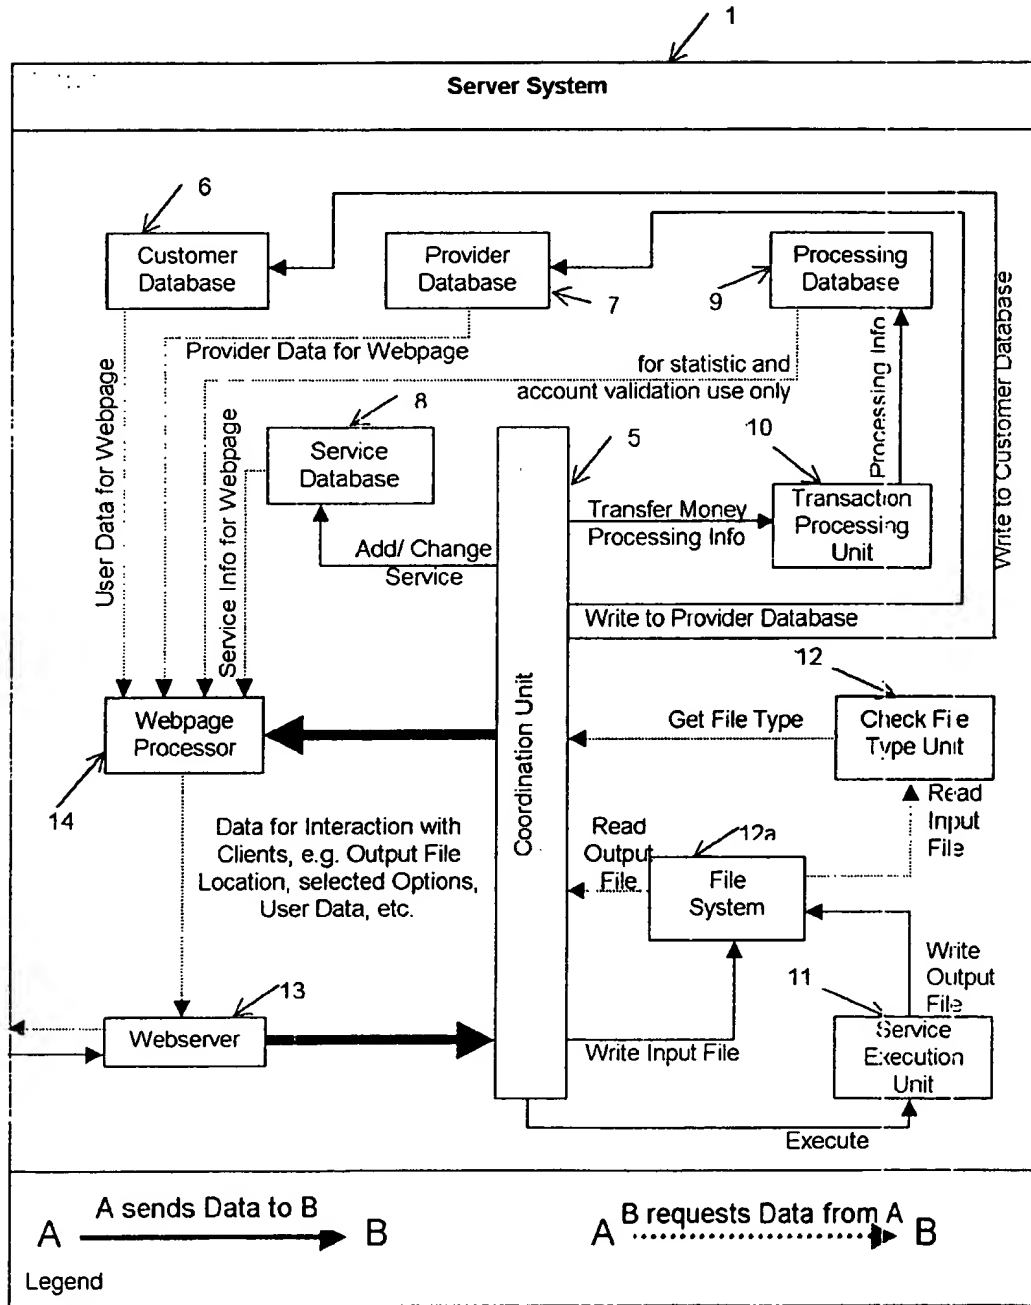 1
Server System
6
Customer
Database
Provider
Database
7
Processing
Database
9
Provider Data for Webpage
for statistic and
account validation use only
User Data for Webpage
Service Info for Webpage
8
Service
Database
5
10
Processing Info
Write to Customer Database
Transfer Money
Processing Info
Transaction
Processing
Unit
Add/ Change
Service
Write to Provider Database
Coordination Unit
12
Webpage
Processor
Get File Type
Check File
Type Unit
14
Data for Interaction with
Clients, e.g. Output File
Location, selected Options,
User Data, etc.
Read
Output
File
12a
File
System
Read
Input
File
13
Webserver
Write Input File
11
Write
Output
File
Service
Execution
Unit
Execute
A A sends Data to B B
A B requests Data from A B
Legend